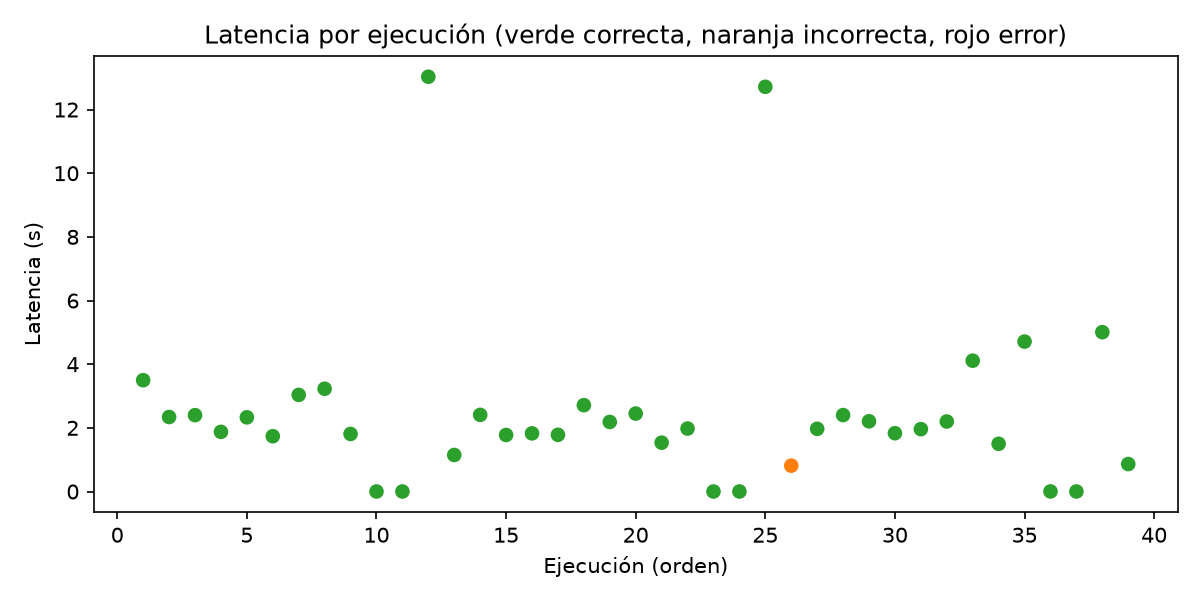 Latencia por ejecución (verde correcta, naranja incorrecta, rojo error)
Latencia (s)
12
10
8
6
4
2
0
0 5 10 15 20 25 30 35 40
Ejecución (orden)